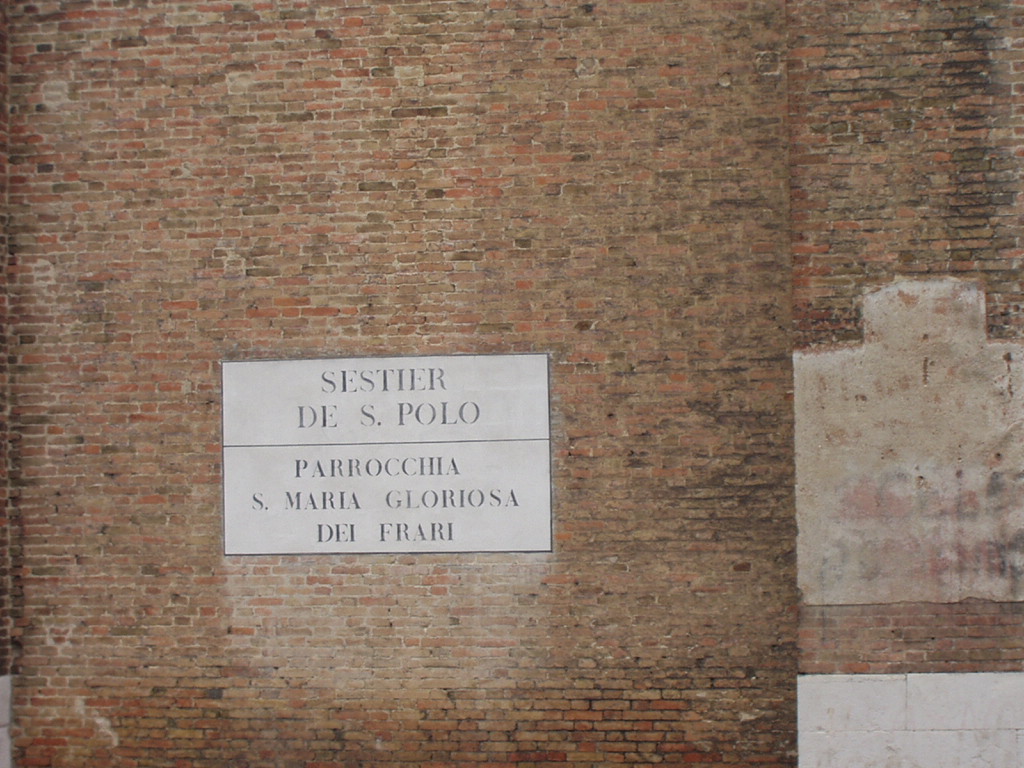 SESTIER
DE S. POLO
PARROCCHIA
S. MARIA GLORIOSA
DEI FRARI